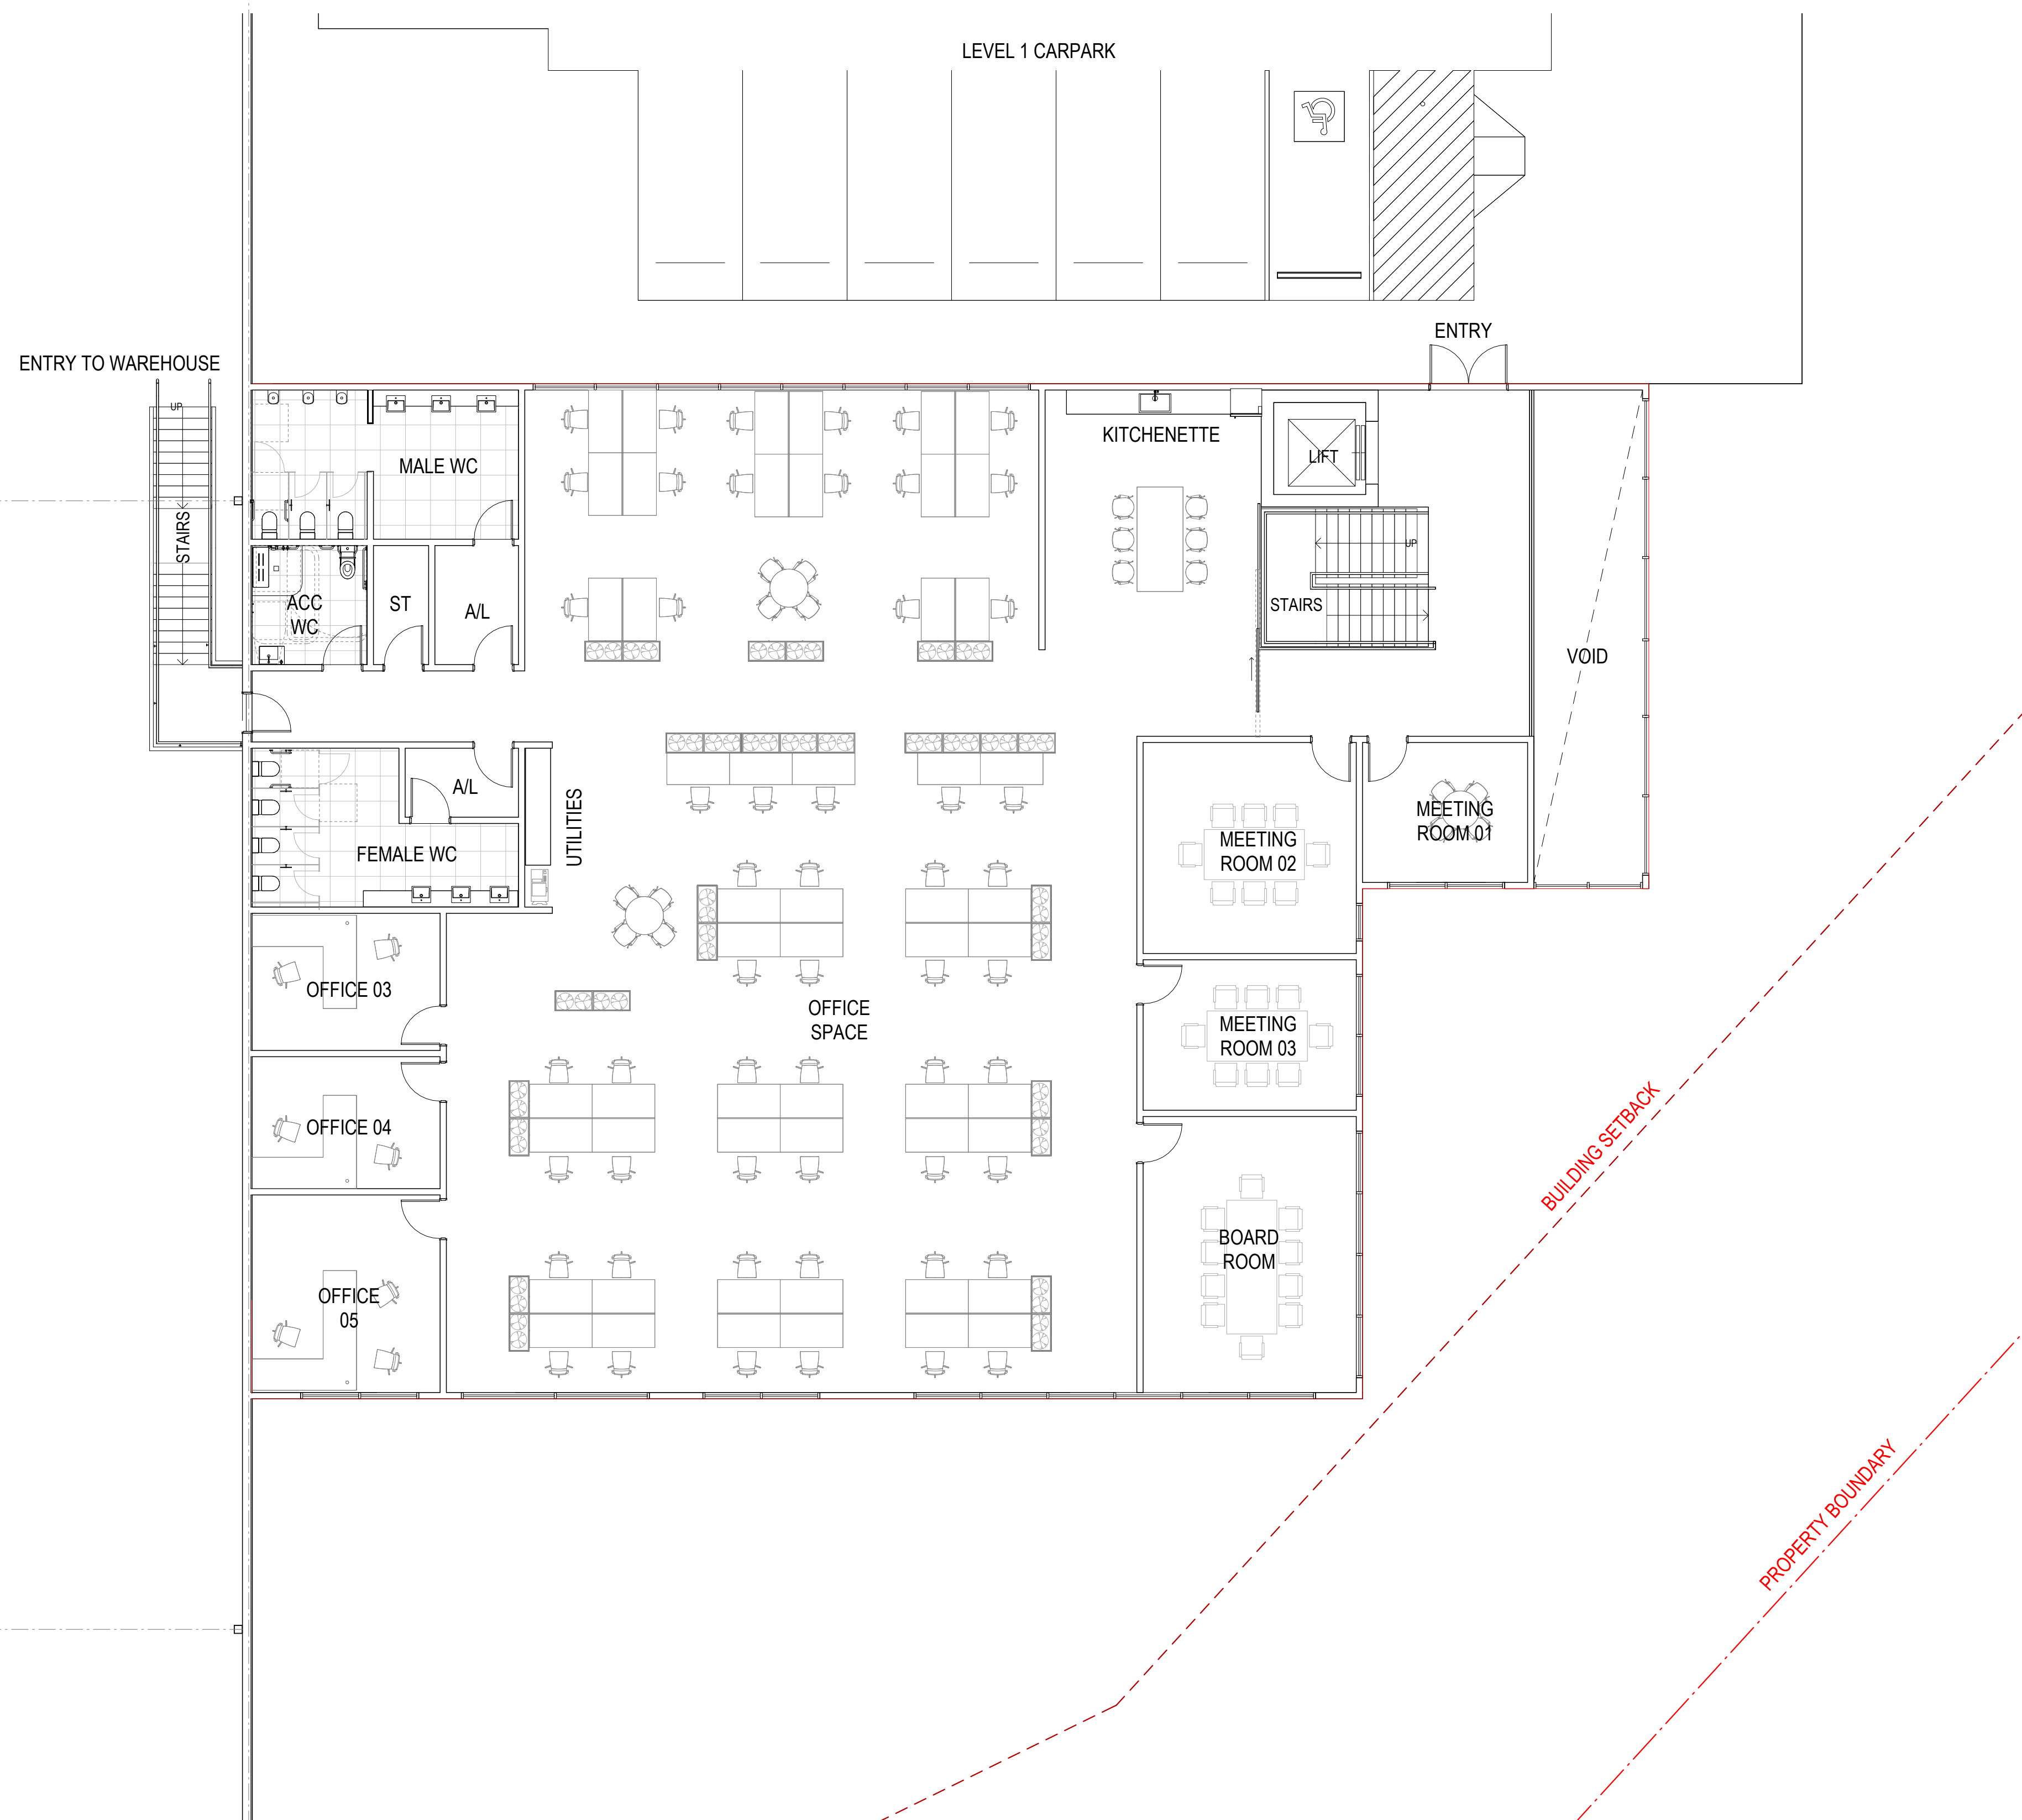 LEVEL 1 CARPARK
ENTRY
ENTRY TO WAREHOUSE
UP
STAIRS
MALE WC
KITCHENETTE
LIFT
UP
STAIRS
ACC
WC
ST
A/L
VOID
A/L
UTILITIES
FEMALE WC
MEETING
ROOM 02
MEETING
ROOM 01
OFFICE 03
OFFICE
SPACE
MEETING
ROOM 03
OFFICE 04
BUILDING SETBACK
BOARD
ROOM
OFFICE
05
PROPERTY BOUNDARY